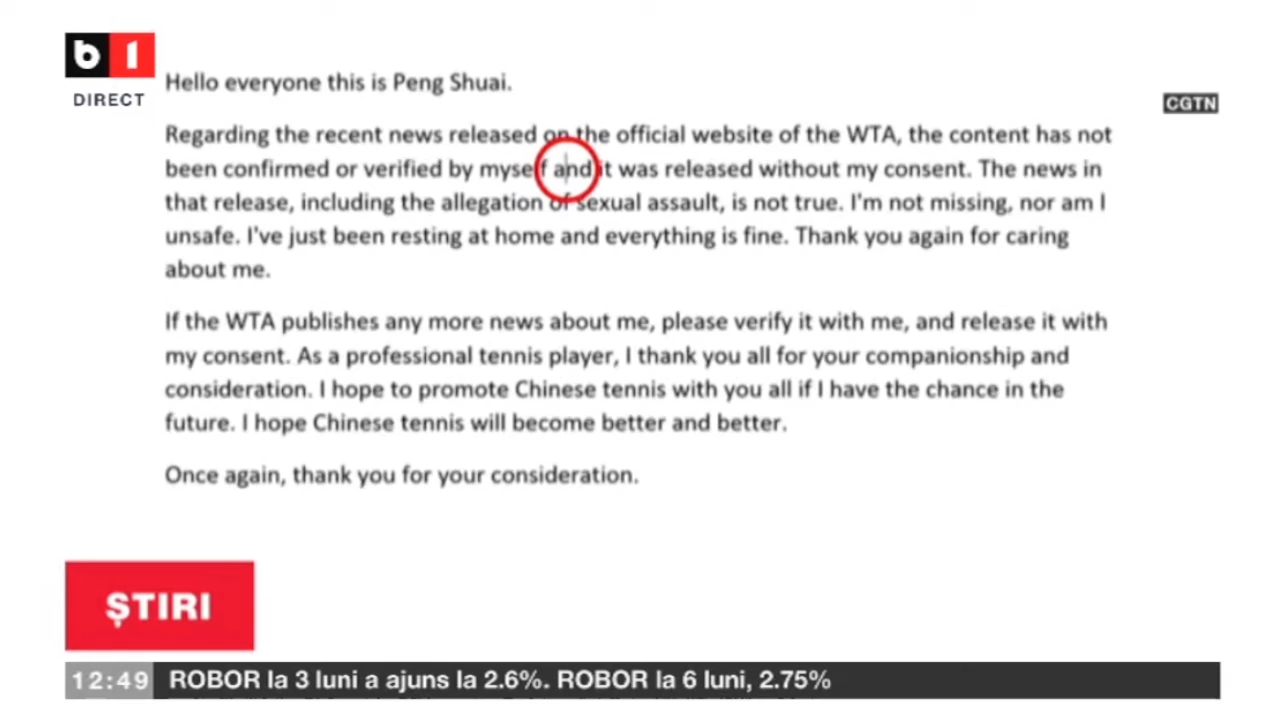 b1
DIRECT
CGTN
Hello everyone this is Peng Shuai.
Regarding the recent news released on the official website of the WTA, the content has not
been confirmed or verified by myself and it was released without my consent. The news in
that release, including the allegation of sexual assault, is not true. I'm not missing, nor am I
unsafe. I've just been resting at home and everything is fine. Thank you again for caring
about me.
If the WTA publishes any more news about me, please verify it with me, and release it with
my consent. As a professional tennis player, I thank you all for your companionship and
consideration. I hope to promote Chinese tennis with you all if I have the chance in the
future. I hope Chinese tennis will become better and better.
Once again, thank you for your consideration.
ȘTIRI
12:49 ROBOR la 3 luni a ajuns la 2.6%. ROBOR la 6 luni, 2.75%